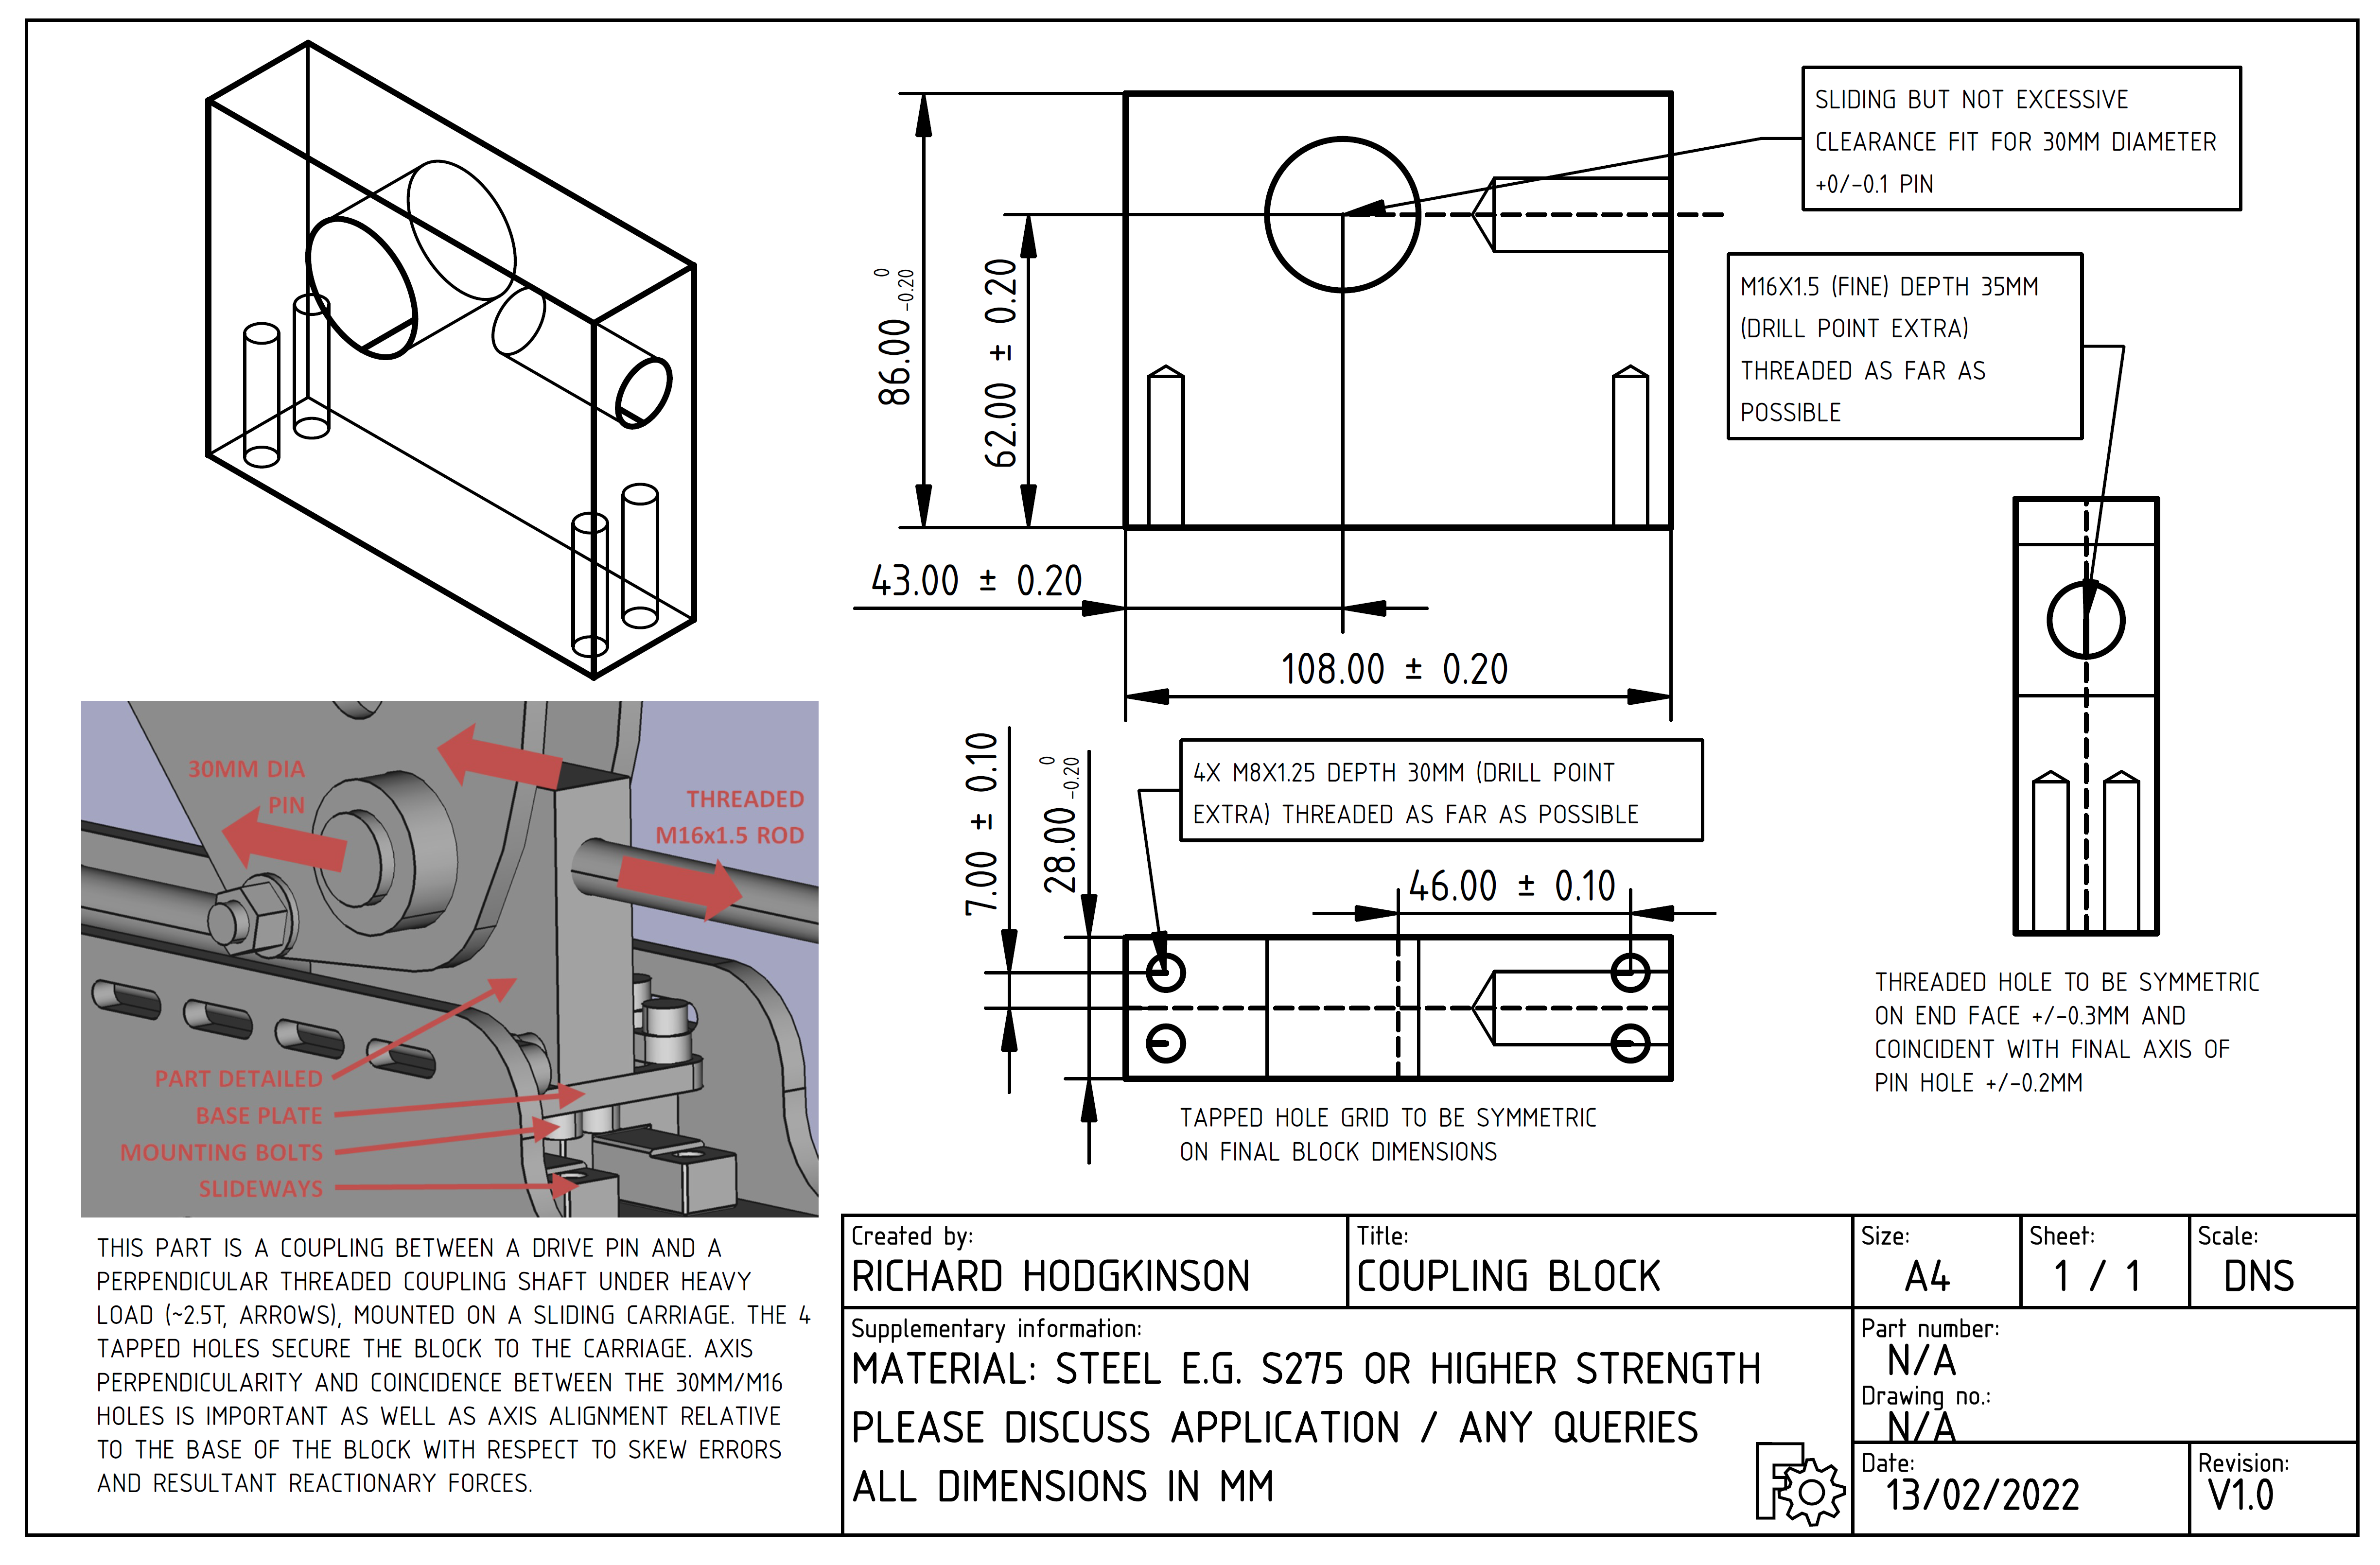 SLIDING BUT NOT EXCESSIVE
CLEARANCE FIT FOR 30MM DIAMETER
+0/-0.1 PIN
M16X1.5 (FINE) DEPTH 35MM
(DRILL POINT EXTRA)
THREADED AS FAR AS
POSSIBLE
86.00 0 -0.20
62.00 ± 0.20
43.00 ± 0.20
108.00 ± 0.20
7.00 ± 0.10
28.00 0 -0.20
4X M8X1.25 DEPTH 30MM (DRILL POINT
EXTRA) THREADED AS FAR AS POSSIBLE
46.00 ± 0.10
TAPPED HOLE GRID TO BE SYMMETRIC
ON FINAL BLOCK DIMENSIONS
THREADED HOLE TO BE SYMMETRIC
ON END FACE +/-0.3MM AND
COINCIDENT WITH FINAL AXIS OF
PIN HOLE +/-0.2MM
30MM DIA
PIN
THREADED
M16x1.5 ROD
PART DETAILED
BASE PLATE
MOUNTING BOLTS
SLIDEWAYS
THIS PART IS A COUPLING BETWEEN A DRIVE PIN AND A
PERPENDICULAR THREADED COUPLING SHAFT UNDER HEAVY
LOAD (~2.5T, ARROWS), MOUNTED ON A SLIDING CARRIAGE. THE 4
TAPPED HOLES SECURE THE BLOCK TO THE CARRIAGE. AXIS
PERPENDICULARITY AND COINCIDENCE BETWEEN THE 30MM/M16
HOLES IS IMPORTANT AS WELL AS AXIS ALIGNMENT RELATIVE
TO THE BASE OF THE BLOCK WITH RESPECT TO SKEW ERRORS
AND RESULTANT REACTIONARY FORCES.
Created by:
RICHARD HODGKINSON
Title:
COUPLING BLOCK
Size:
A4
Sheet:
1 / 1
Scale:
DNS
Supplementary information:
MATERIAL: STEEL E.G. S275 OR HIGHER STRENGTH
PLEASE DISCUSS APPLICATION / ANY QUERIES
ALL DIMENSIONS IN MM
Part number:
N/A
Drawing no.:
N/A
Date:
13/02/2022
Revision:
V1.0